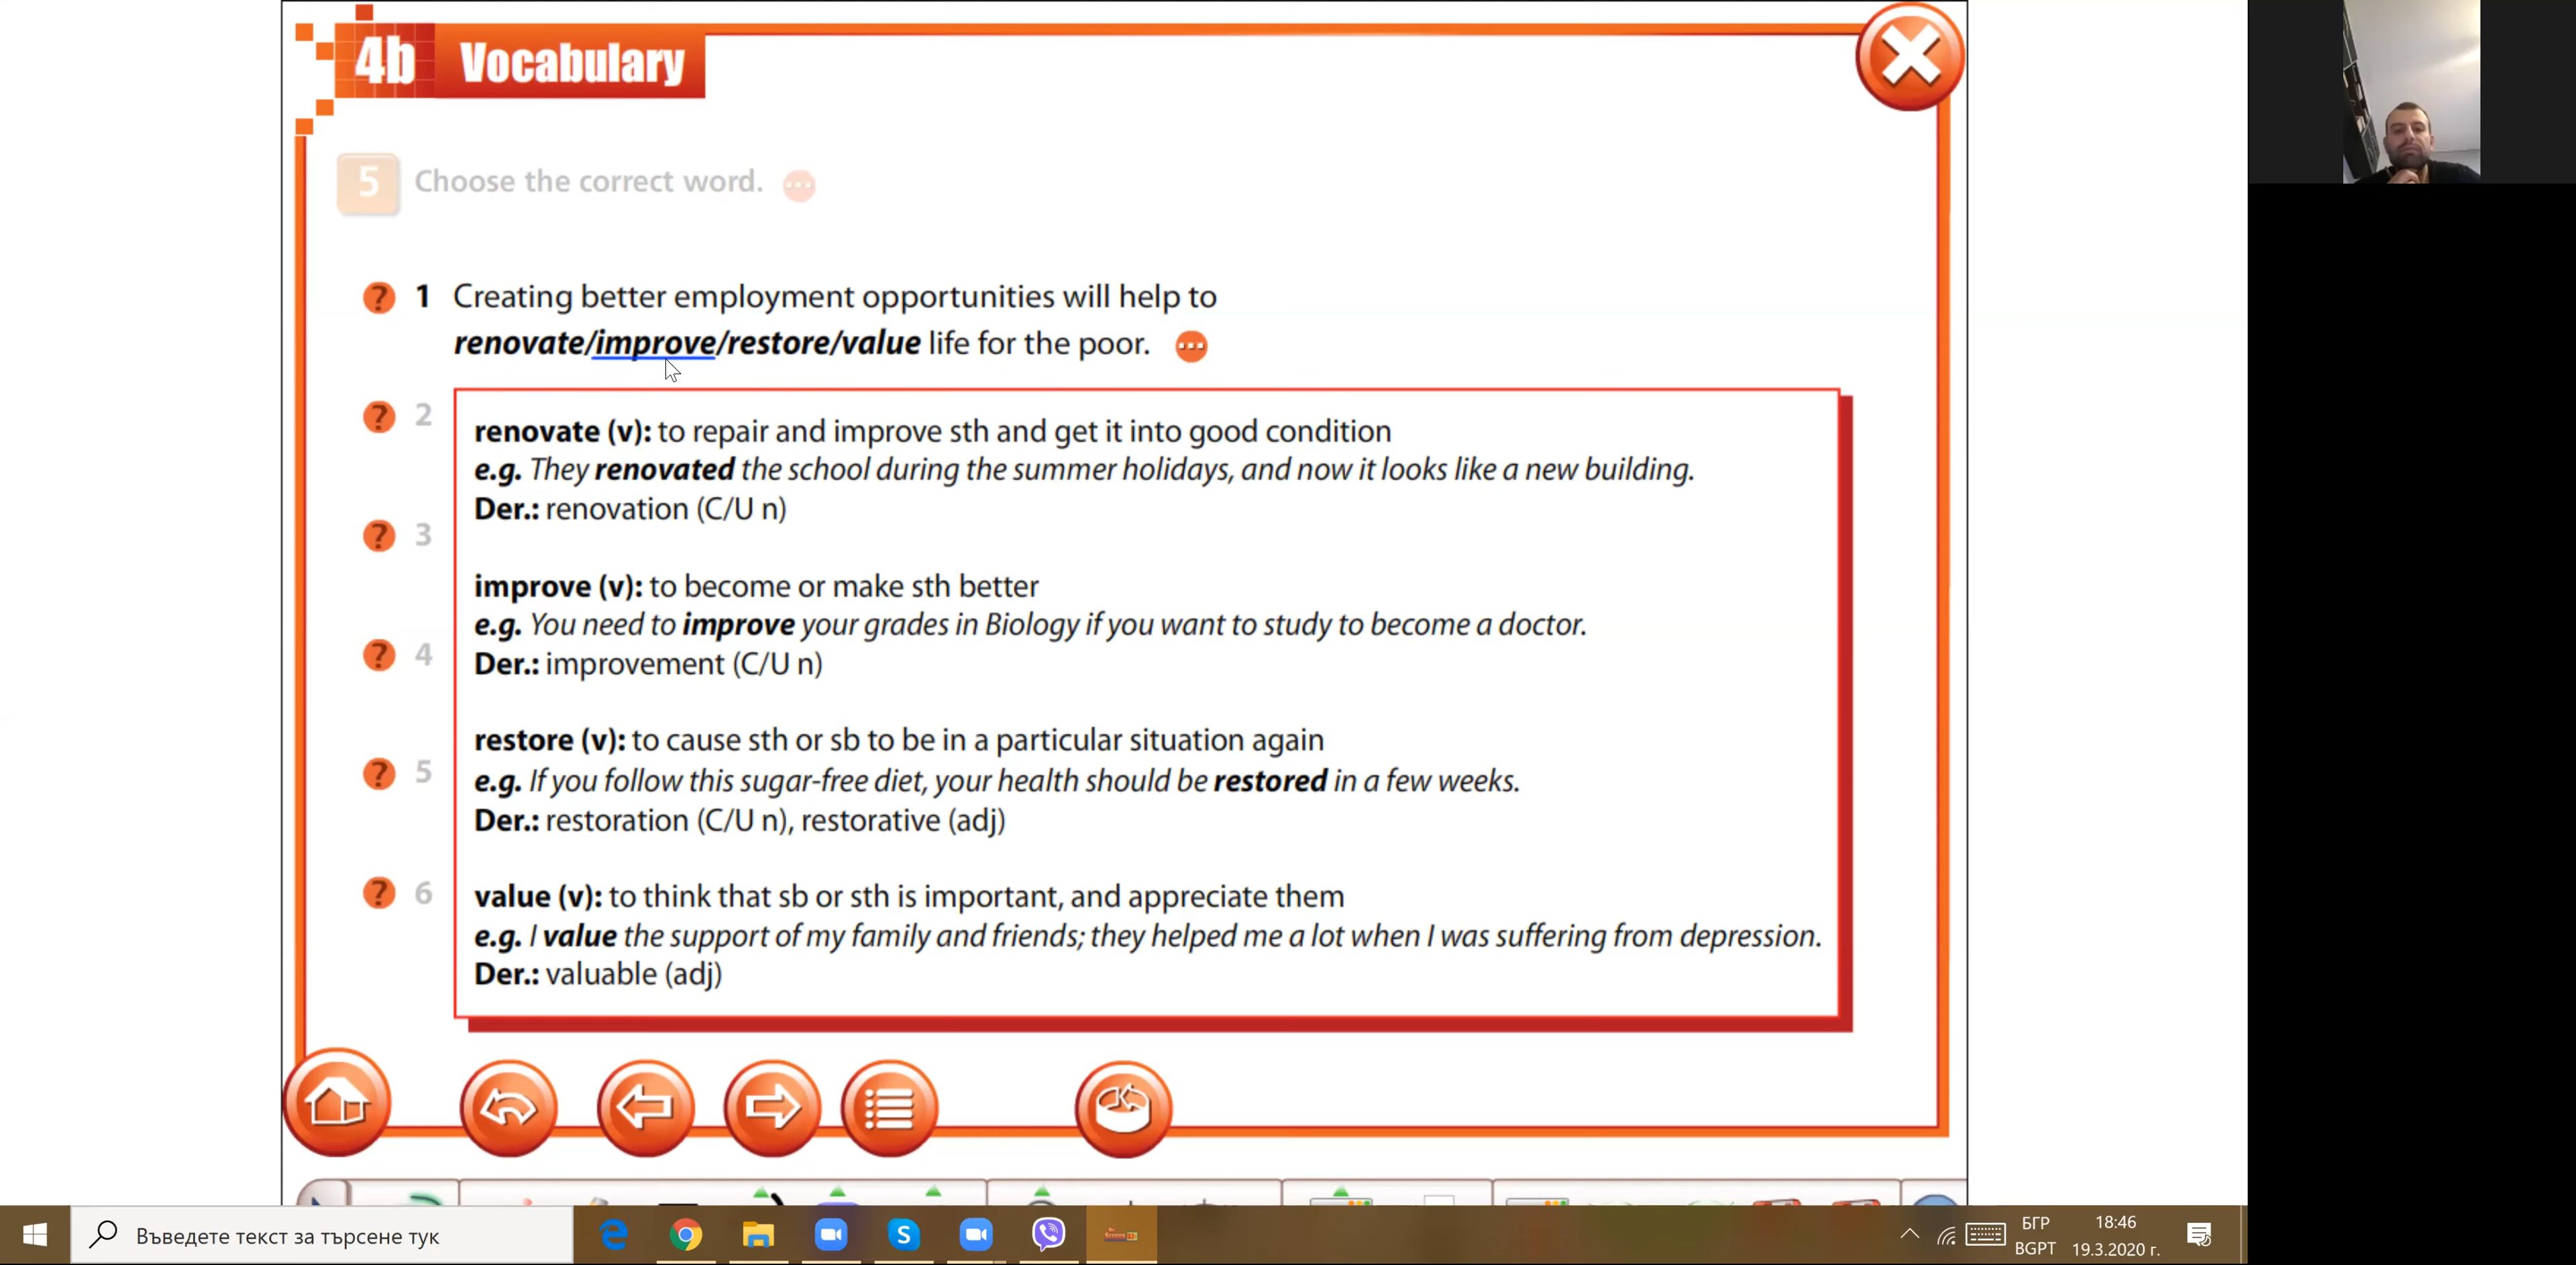 4b Vocabulary
5 Choose the correct word.
? 1 Creating better employment opportunities will help to
renovate/improve/restore/value life for the poor.
? 2
renovate (v): to repair and improve sth and get it into good condition
e.g. They renovated the school during the summer holidays, and now it looks like a new building.
Der.: renovation (C/U n)
? 3
improve (v): to become or make sth better
e.g. You need to improve your grades in Biology if you want to study to become a doctor.
? 4
Der.: improvement (C/U n)
restore (v): to cause sth or sb to be in a particular situation again
? 5
e.g. If you follow this sugar-free diet, your health should be restored in a few weeks.
Der.: restoration (C/U n), restorative (adj)
? 6
value (v): to think that sb or sth is important, and appreciate them
e.g. I value the support of my family and friends; they helped me a lot when I was suffering from depression.
Der.: valuable (adj)
Въведете текст за търсене тук
БГР
BGPT
18:46
19.3.2020 г.